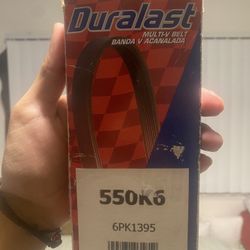 Duralast
MULTI-V BELT
BANDA V ACANALADA
550K6
6PK1395